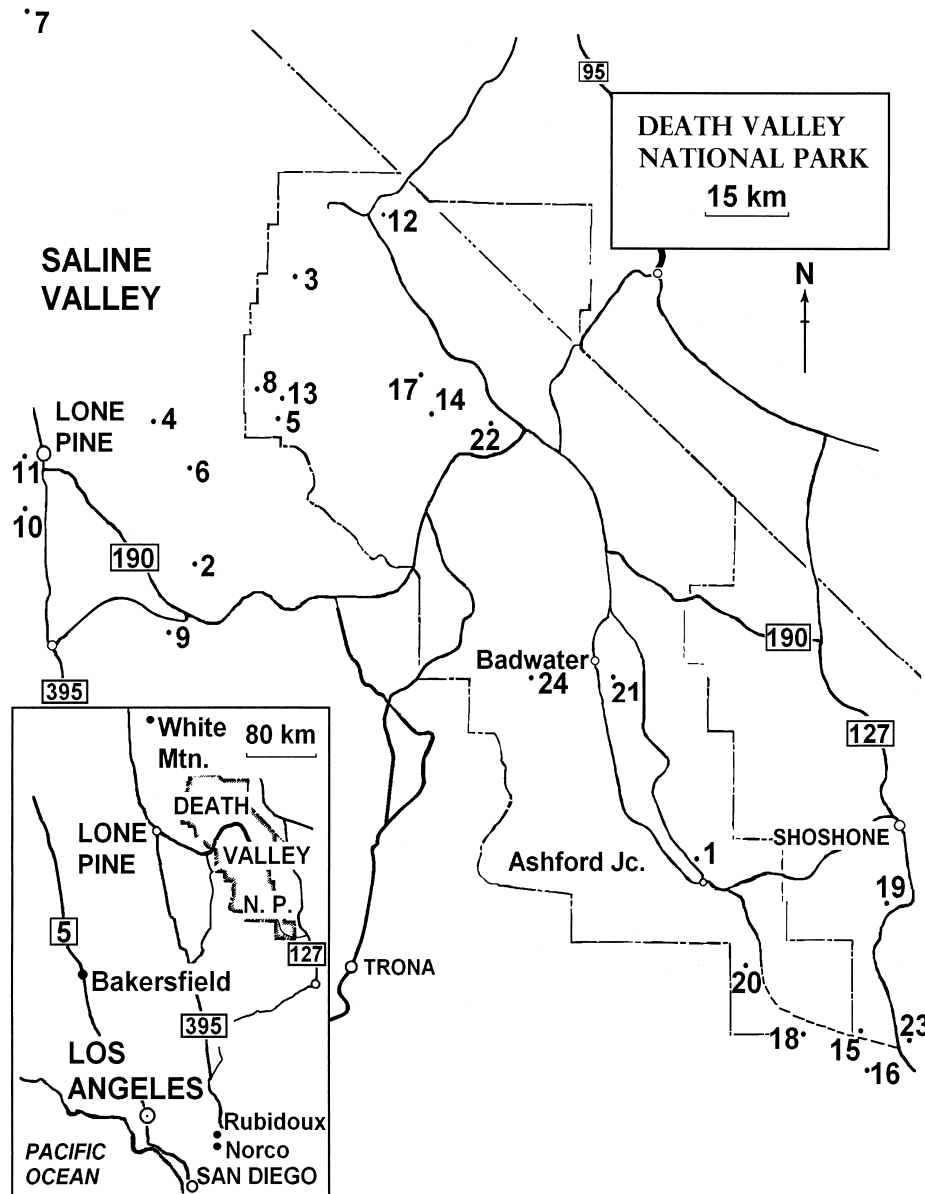 7
95
DEATH VALLEY
NATIONAL PARK
15 km
12
SALINE
VALLEY
3
N
8
13
17
14
5
LONE
PINE
4
22
11
6
10
190
2
9
190
395
Badwater
24
21
127
SHOSHONE
Ashford Jc.
1
19
TRONA
20
18
15
23
16
White
Mtn.
80 km
DEATH
LONE
PINE
VALLEY
N. P.
5
127
Bakersfield
395
LOS
ANGELES
Rubidoux
Norco
PACIFIC
OCEAN
SAN DIEGO